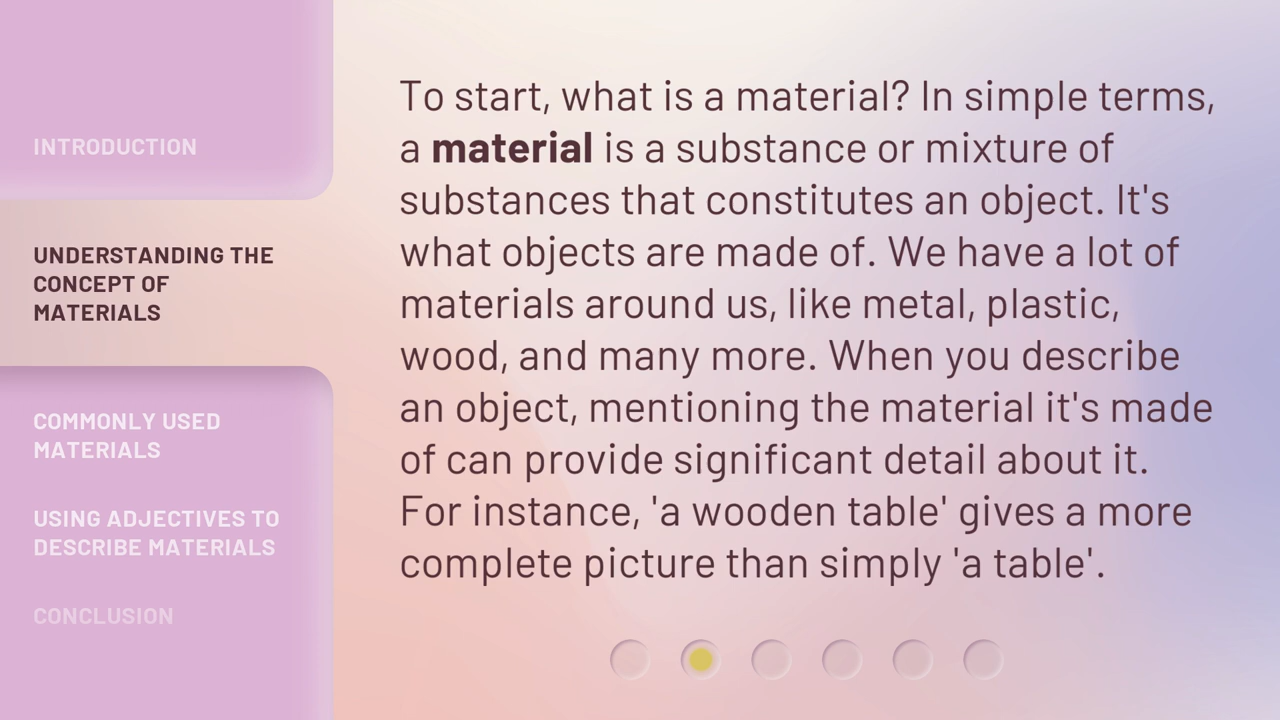 INTRODUCTION
UNDERSTANDING THE
CONCEPT OF
MATERIALS
COMMONLY USED
MATERIALS
USING ADJECTIVES TO
DESCRIBE MATERIALS
CONCLUSION
To start, what is a material? In simple terms,
a material is a substance or mixture of
substances that constitutes an object. It's
what objects are made of. We have a lot of
materials around us, like metal, plastic,
wood, and many more. When you describe
an object, mentioning the material it's made
of can provide significant detail about it.
For instance, 'a wooden table' gives a more
complete picture than simply 'a table'.